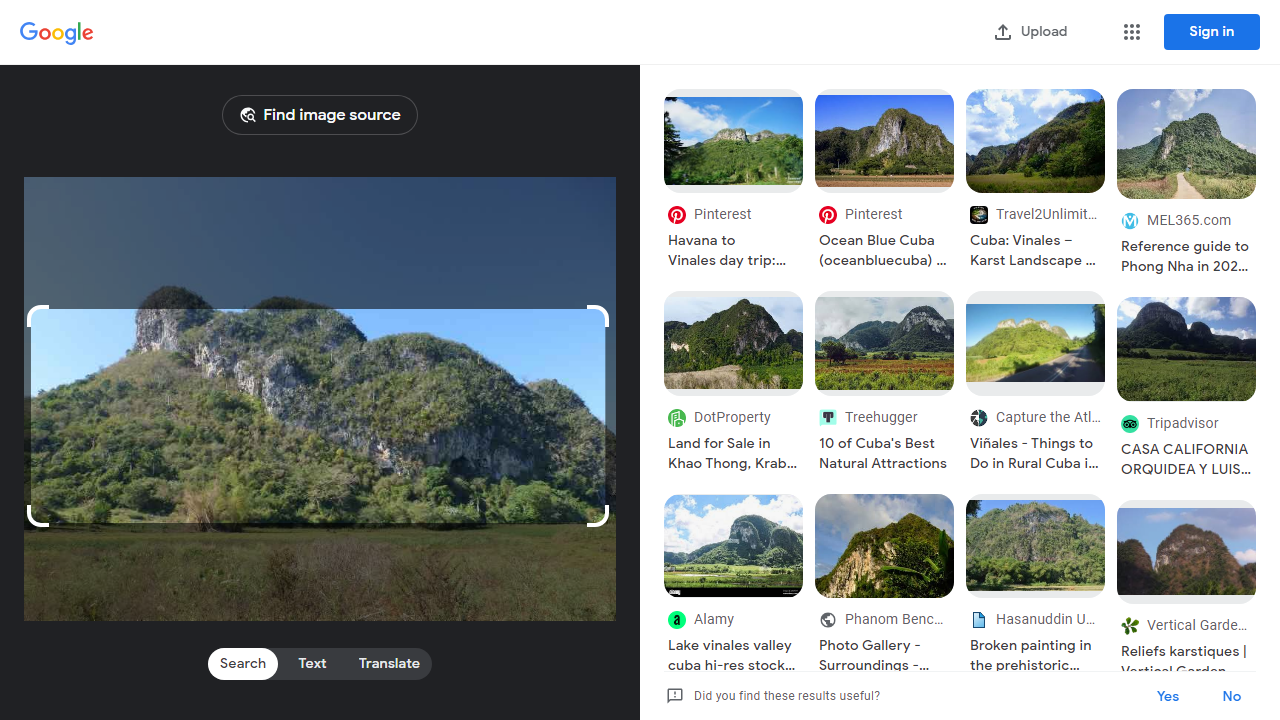 Google
Upload
Sign in
Find image source
Search
Text
Translate
Pinterest
Havana to
Vinales day trip:...
Pinterest
Ocean Blue Cuba
(oceanbluecuba) ...
Travel2Unlimit...
Cuba: Vinales –
Karst Landscape ...
MEL365.com
Reference guide to
Phong Nha in 202...
DotProperty
Land for Sale in
Khao Thong, Krab...
Treehugger
10 of Cuba's Best
Natural Attractions
Capture the Atl...
Viñales - Things to
Do in Rural Cuba i...
Tripadvisor
CASA CALIFORNIA
ORQUIDEA Y LUIS...
Alamy
Lake vinales valley
cuba hi-res stock...
Phanom Benc...
Photo Gallery -
Surroundings -...
Hasanuddin U...
Broken painting in
the prehistoric...
Vertical Garde...
Reliefs karstiques |
Vertical Garden
Did you find these results useful?
Yes
No